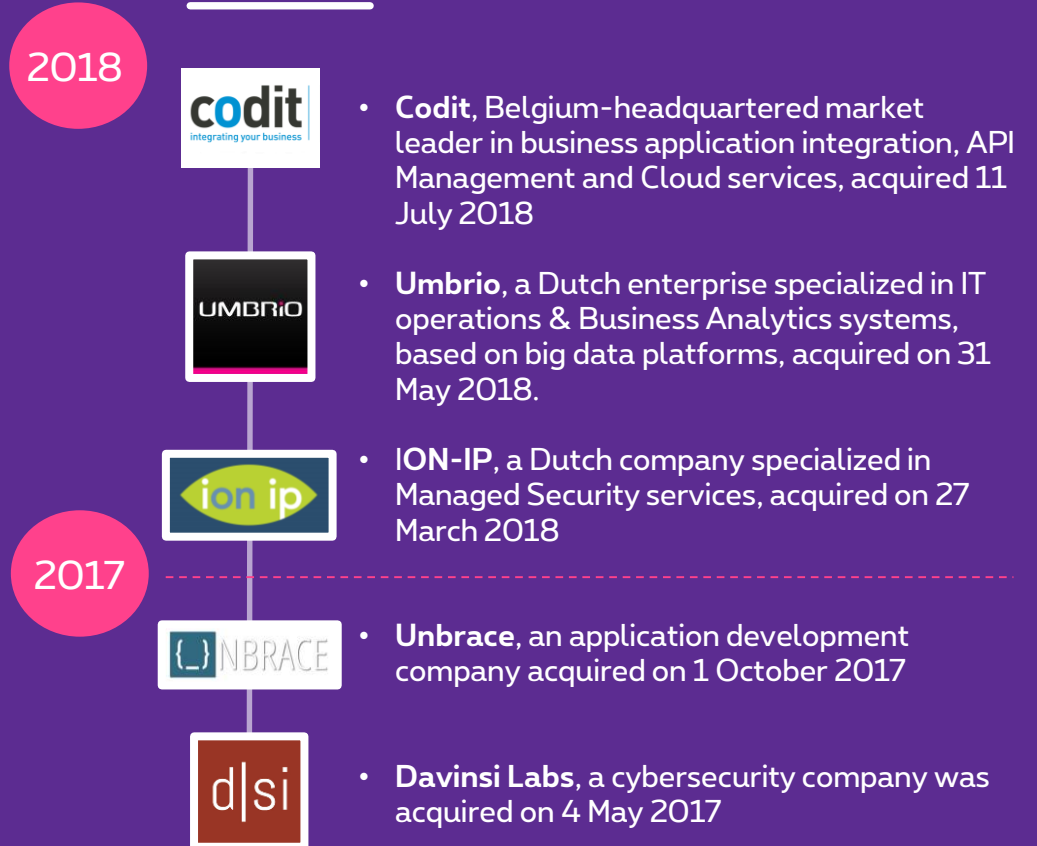 2018
codit
integrating your business
• Codit, Belgium-headquartered market
leader in business application integration, API
Management and Cloud services, acquired 11
July 2018
UMBRiO
• Umbrio, a Dutch enterprise specialized in IT
operations & Business Analytics systems,
based on big data platforms, acquired on 31
May 2018.
ion ip
• ION-IP, a Dutch company specialized in
Managed Security services, acquired on 27
March 2018
2017
{_}NBRACE
• Unbrace, an application development
company acquired on 1 October 2017
d|si
• Davinsi Labs, a cybersecurity company was
acquired on 4 May 2017